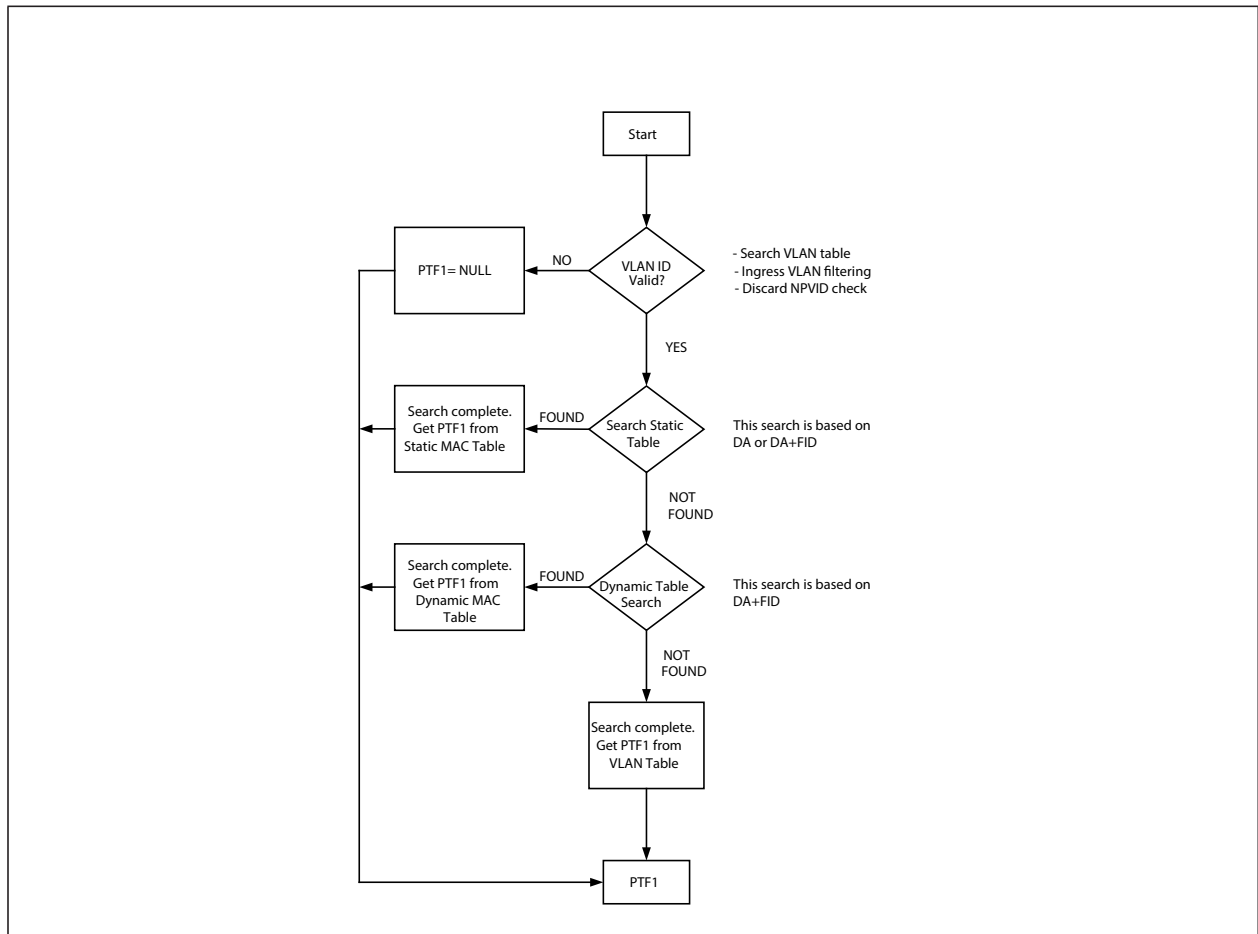 Start
VLAN ID
Valid?
NO
PTF1= NULL
- Search VLAN table
- Ingress VLAN filtering
- Discard NPVID check
YES
Search Static
Table
FOUND
Search complete.
Get PTF1 from
Static MAC Table
This search is based on
DA or DA+FID
NOT
FOUND
Dynamic Table
Search
FOUND
Search complete.
Get PTF1 from
Dynamic MAC
Table
This search is based on
DA+FID
NOT
FOUND
Search complete.
Get PTF1 from
VLAN Table
PTF1